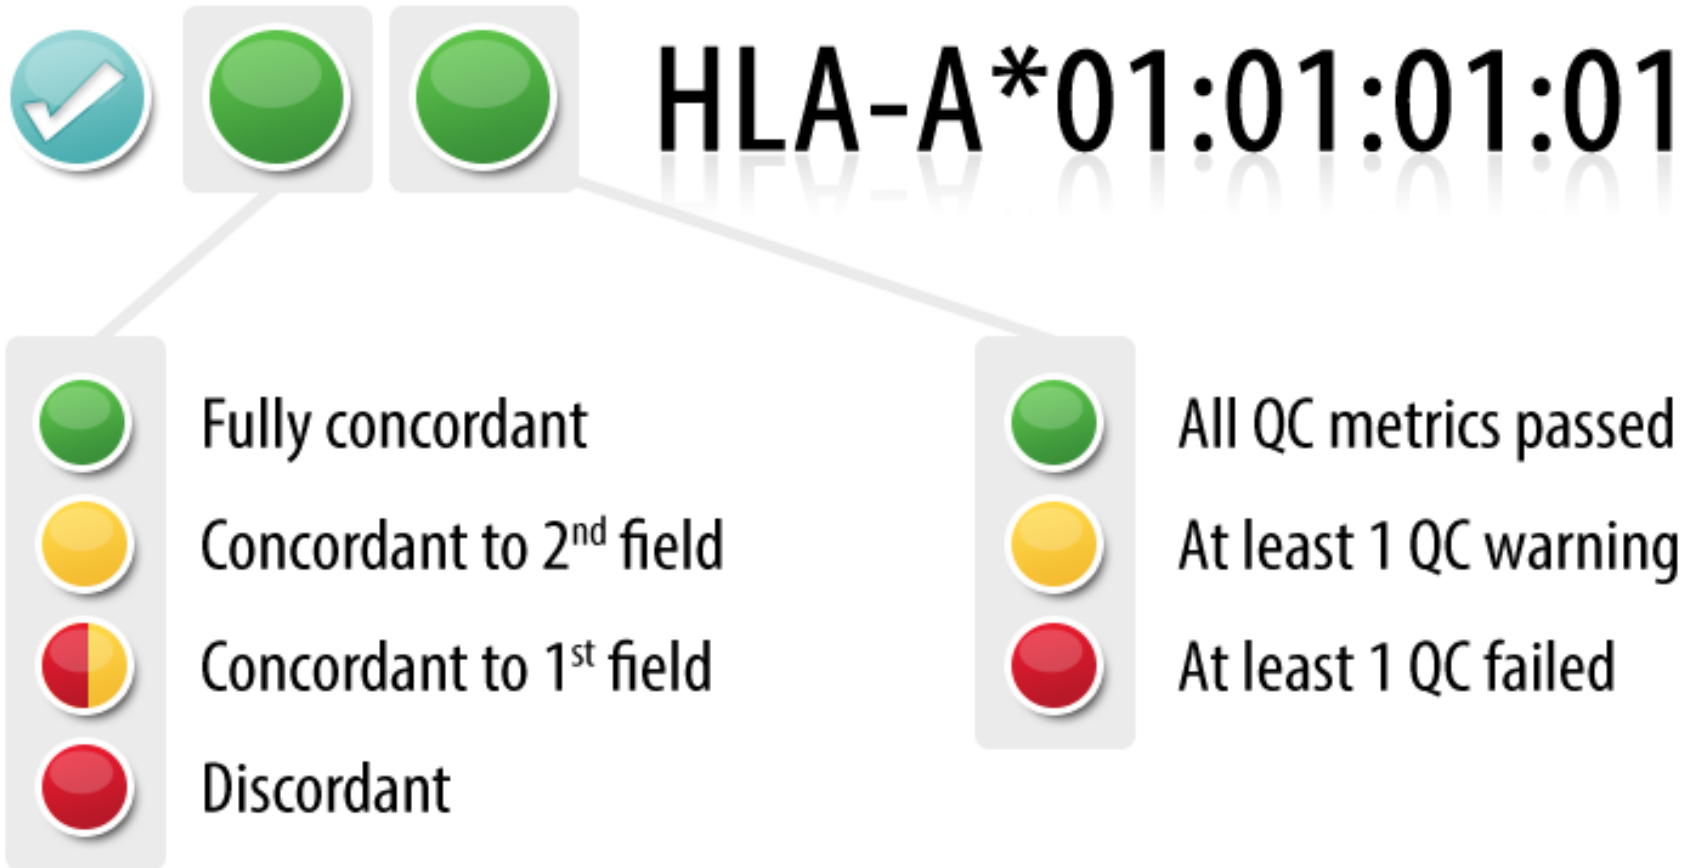 HLA-A*01:01:01:01
Fully concordant
Concordant to 2nd field
Concordant to 1st field
Discordant
All QC metrics passed
At least 1 QC warning
At least 1 QC failed